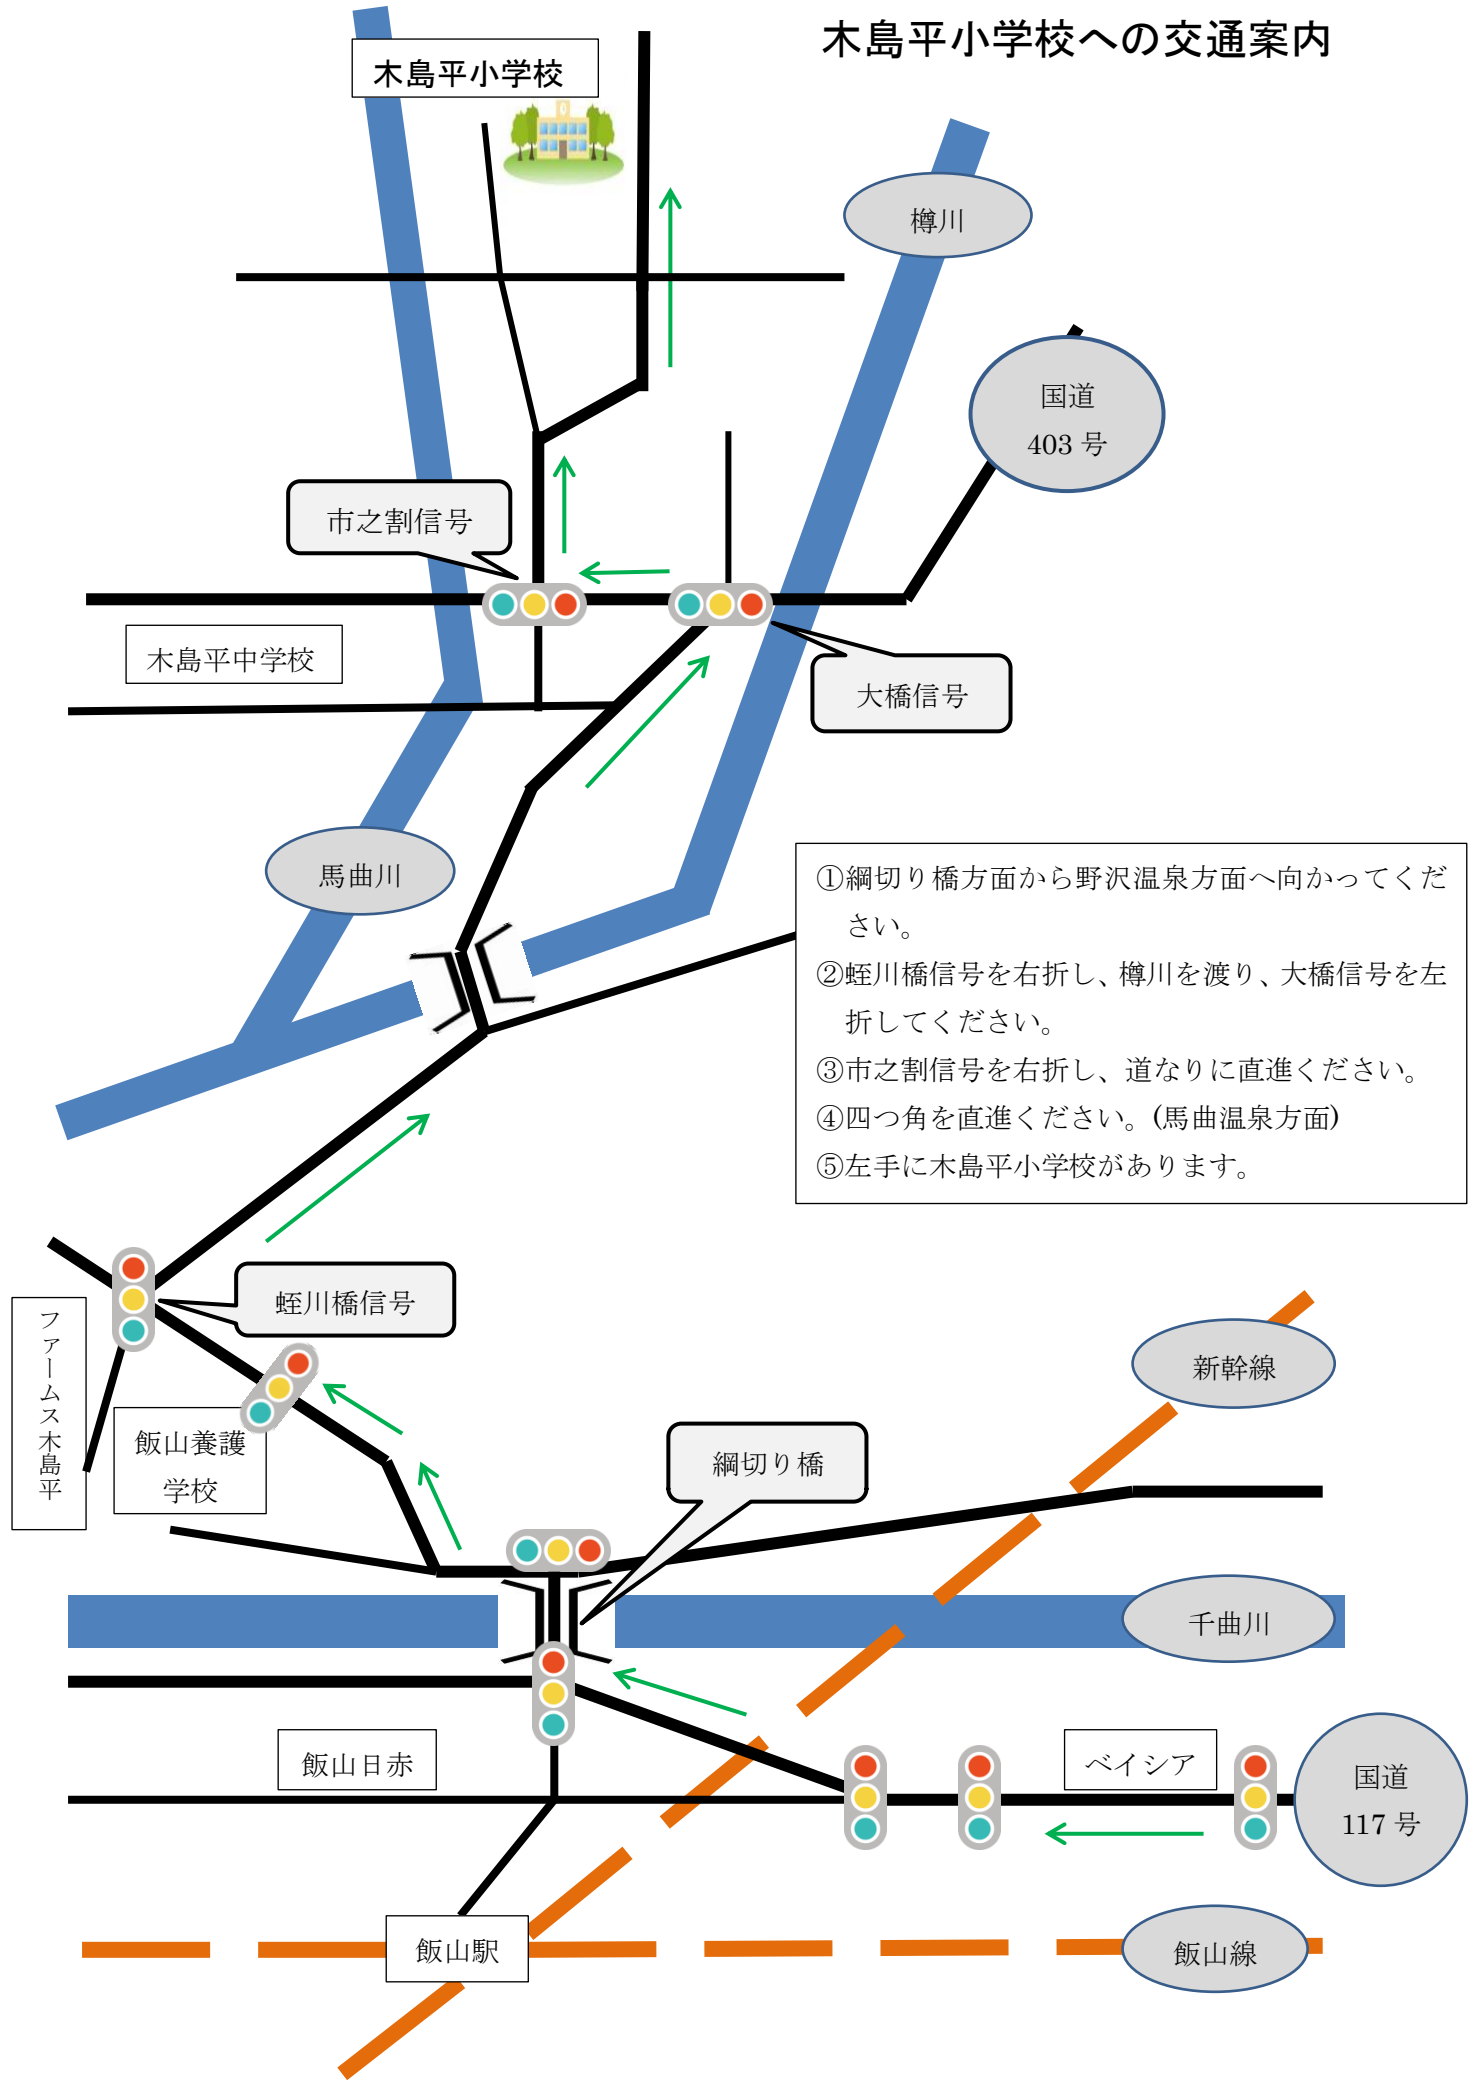 木島平小学校への交通案内
木島平小学校
樽川
国道
403 号
市之割信号
木島平中学校
大橋信号
馬曲川
①綱切り橋方面から野沢温泉方面へ向かってくだ
さい。
②蛭川橋信号を右折し、樽川を渡り、大橋信号を左
折してください。
③市之割信号を右折し、道なりに直進ください。
④四つ角を直進ください。(馬曲温泉方面)
⑤左手に木島平小学校があります。
蛭川橋信号
ファームス木島平
新幹線
飯山養護
学校
綱切り橋
千曲川
飯山日赤
ベイシア
国道
117 号
飯山駅
飯山線